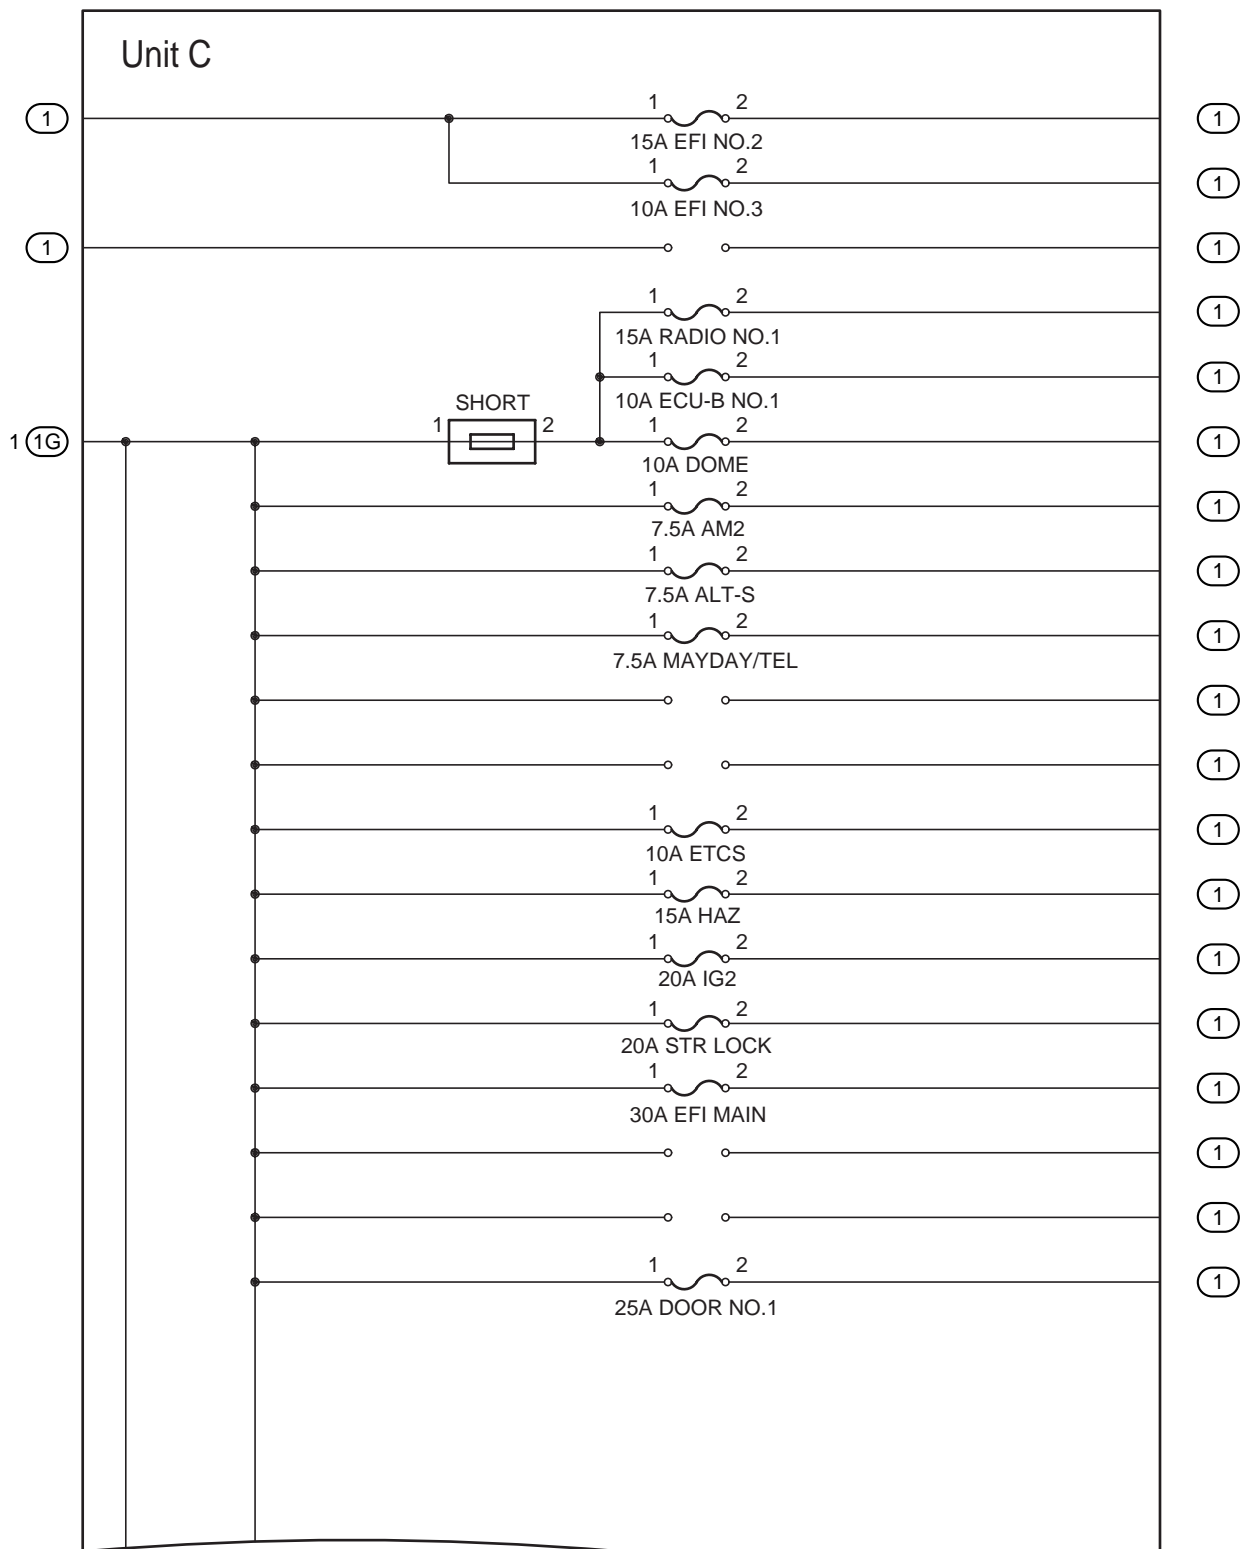 Unit C
1 1 2 1
15A EFI NO.2
1 2 1
10A EFI NO.3
1 1
1 2 1
15A RADIO NO.1
1 2 1
10A ECU-B NO.1
SHORT
1 (1G) 1 2 1 2 1
10A DOME
1 2 1
7.5A AM2
1 2 1
7.5A ALT-S
1 2 1
7.5A MAYDAY/TEL
1
1
1 2 1
10A ETCS
1 2 1
15A HAZ
1 2 1
20A IG2
1 2 1
20A STR LOCK
1 2 1
30A EFI MAIN
1
1
1 2 1
25A DOOR NO.1